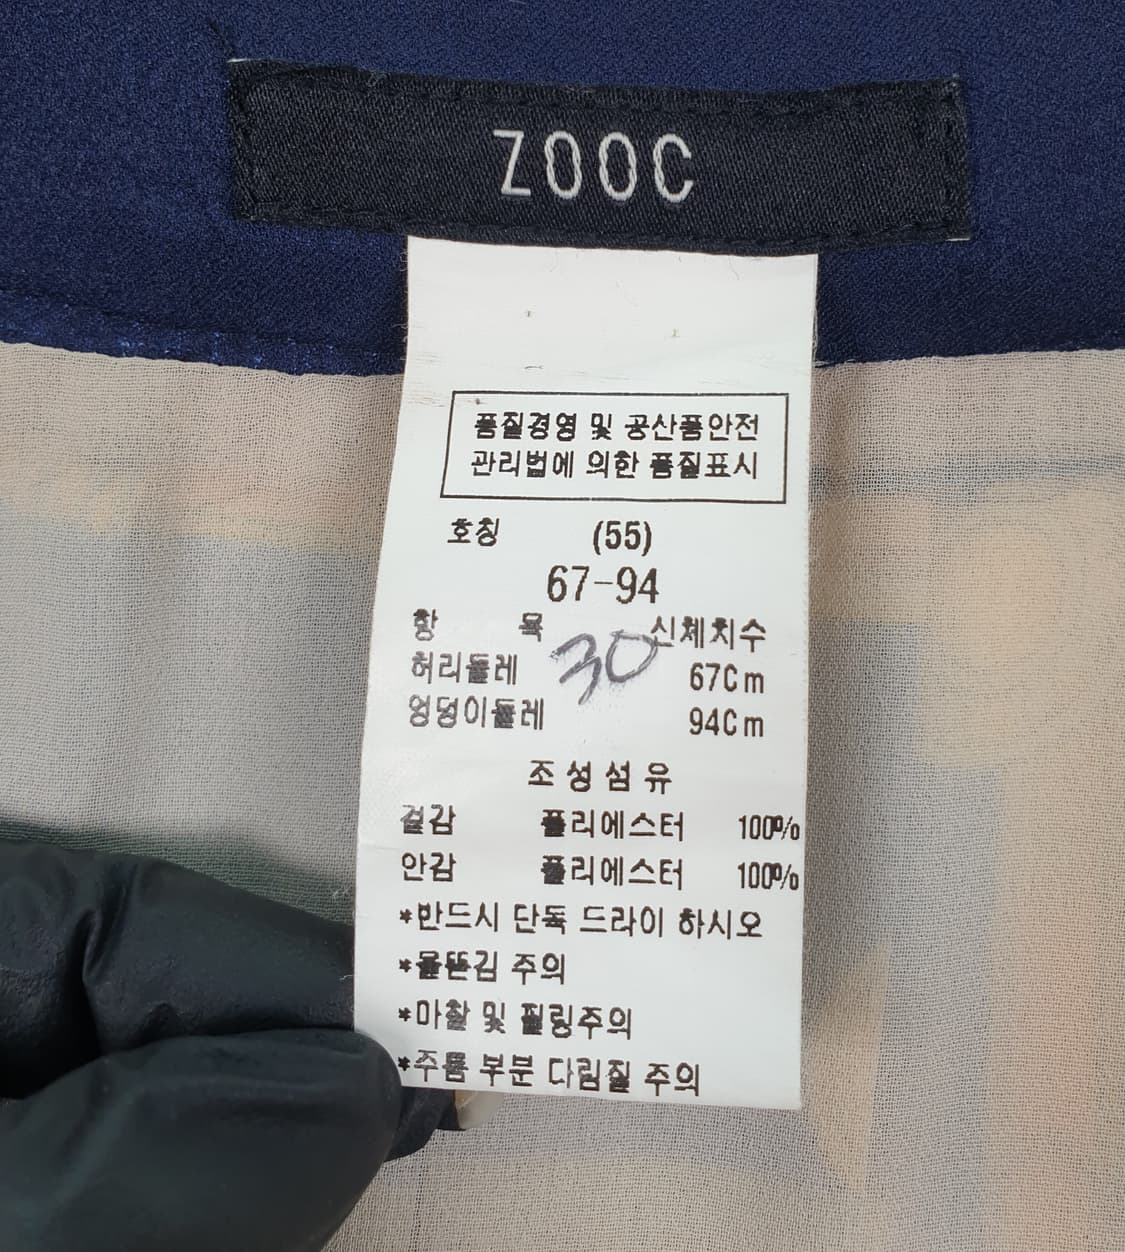 ZOOC
품질경영 및 공산품안전
관리법에 의한 품질표시
호칭 (55)
67-94
항 목 신체치수
30
허리둘레 67Cm
엉덩이둘레 94Cm
조성섬유
겉감 폴리에스터 100%
안감 폴리에스터 100%
*반드시 단독 드라이 하시오
*올뜯김 주의
*마찰 및 필링주의
*주름 부분 다림질 주의